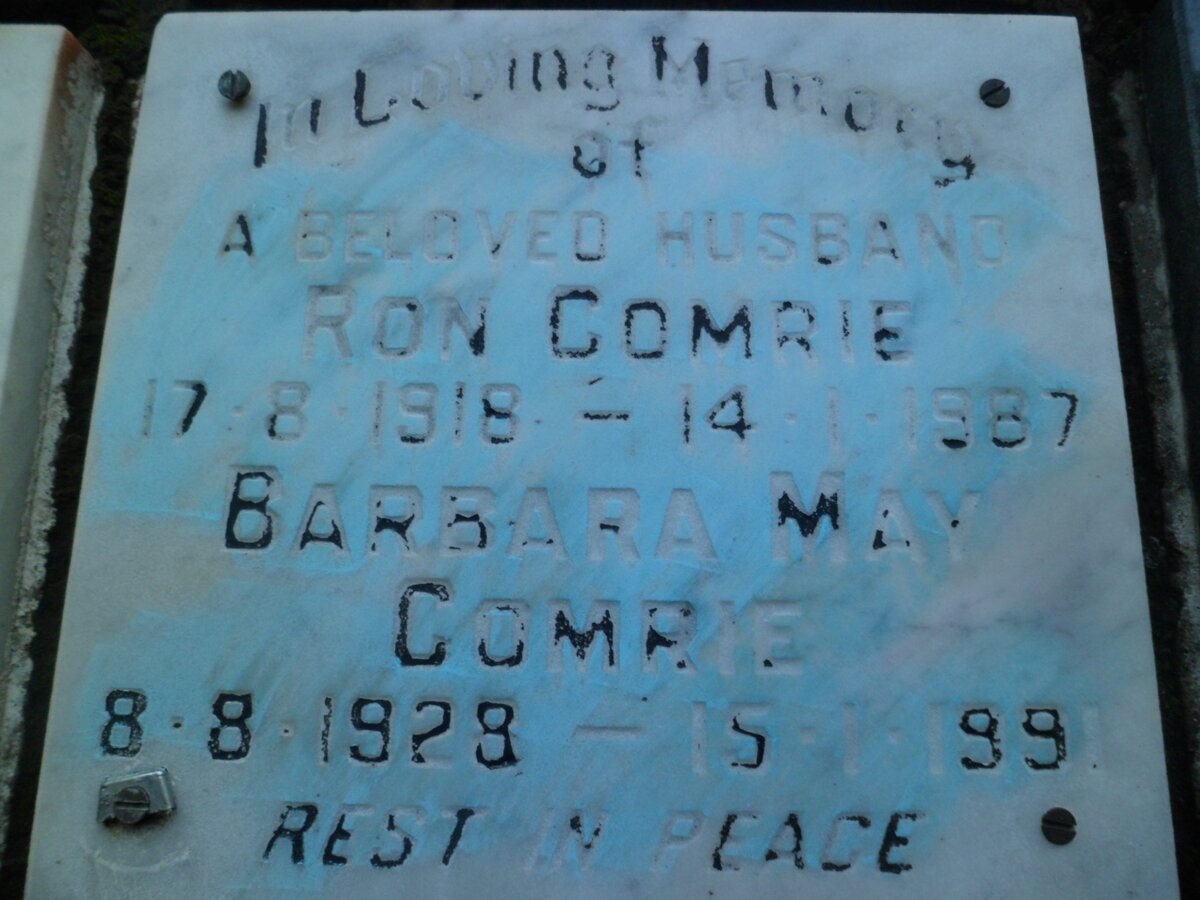 In Loving Memory
of
A BELOVED HUSBAND
RON COMRIE
17·8·1918 – 14·1·1987
BARBARA MAY
COMRIE
8·8·1928 – 15·1·1991
REST IN PEACE